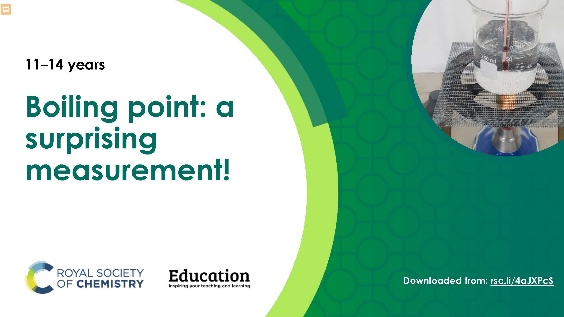 11–14 years
Boiling point: a
surprising
measurement!
ROYAL SOCIETY
OF CHEMISTRY
Education
inspiring your teaching and learning
Downloaded from: rsc.li/4aJXPcS